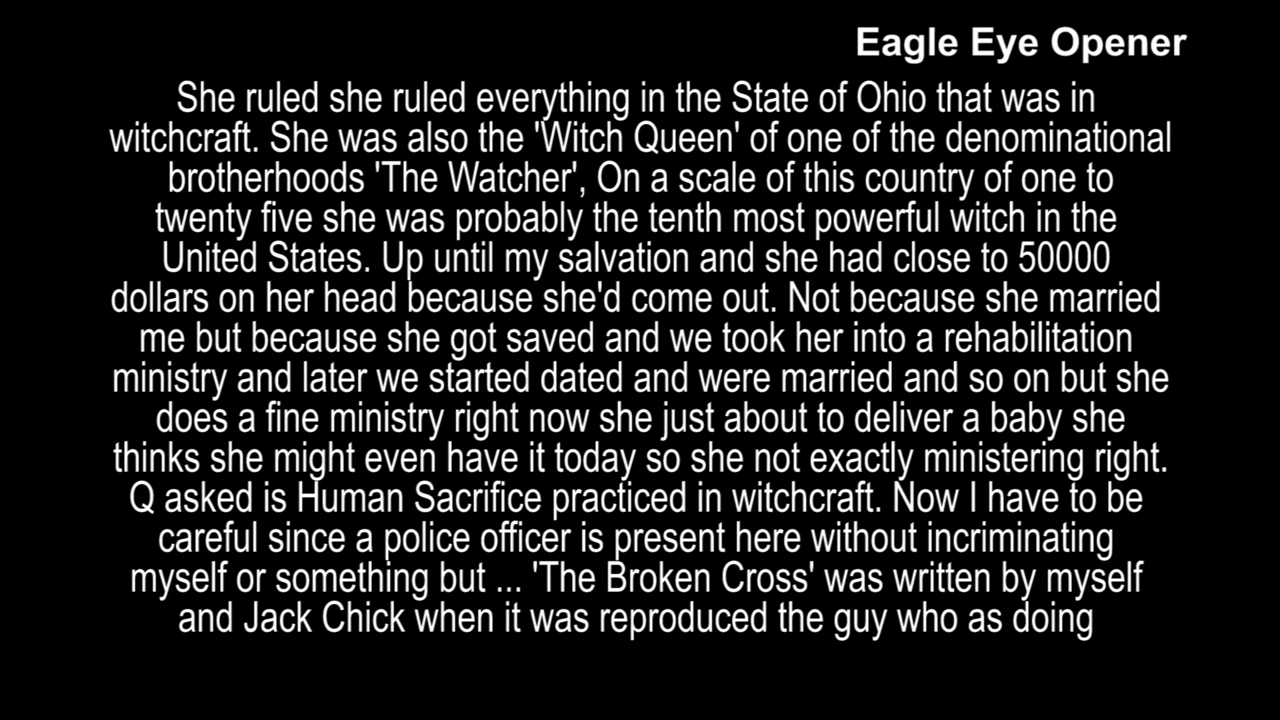 Eagle Eye Opener
She ruled she ruled everything in the State of Ohio that was in
witchcraft. She was also the 'Witch Queen' of one of the denominational
brotherhoods 'The Watcher', On a scale of this country of one to
twenty five she was probably the tenth most powerful witch in the
United States. Up until my salvation and she had close to 50000
dollars on her head because she'd come out. Not because she married
me but because she got saved and we took her into a rehabilitation
ministry and later we started dated and were married and so on but she
does a fine ministry right now she just about to deliver a baby she
thinks she might even have it today so she not exactly ministering right.
Q asked is Human Sacrifice practiced in witchcraft. Now I have to be
careful since a police officer is present here without incriminating
myself or something but ... 'The Broken Cross' was written by myself
and Jack Chick when it was reproduced the guy who as doing